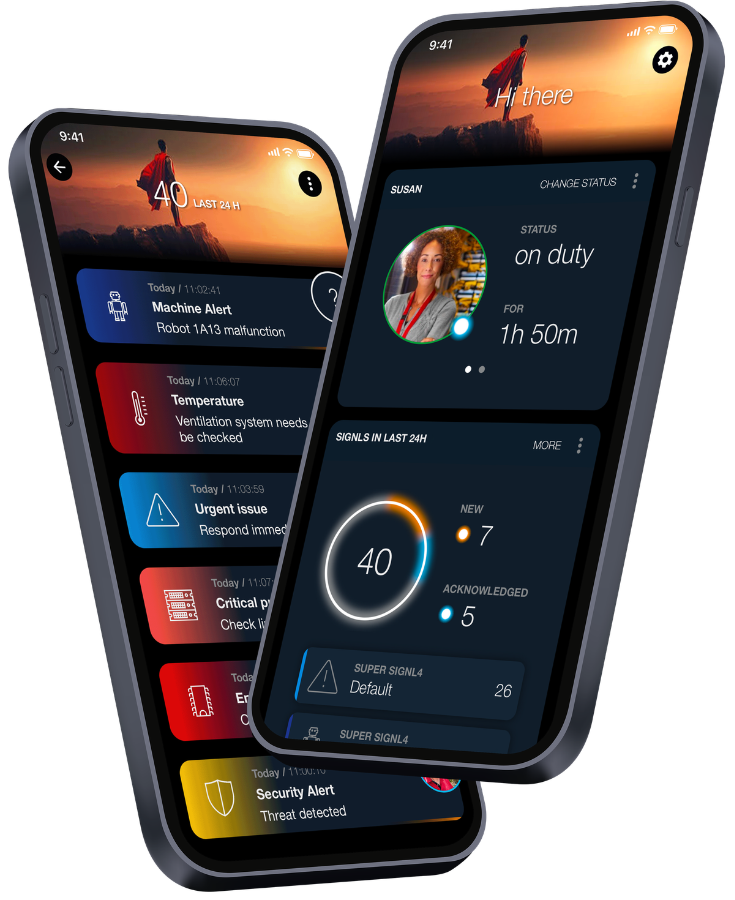 9:41
40 LAST 24 H
Today / 11:02:41
?
Machine Alert
Robot 1A13 malfunction
Today / 11:06:07
Temperature
Ventilation system needs
be checked
Today / 11:03:59
Urgent issue
Respond
Today / 11:07:
Critical
Check
Security Alert
Threat detected
9:41
Hi there
SUSAN
CHANGE STATUS
STATUS
on duty
FOR
1h 50m
SIGNLS IN LAST 24H
MORE
40
NEW
7
ACKNOWLEDGED
5
SUPER SIGNL4
Default
26
SUPER SIGNL4